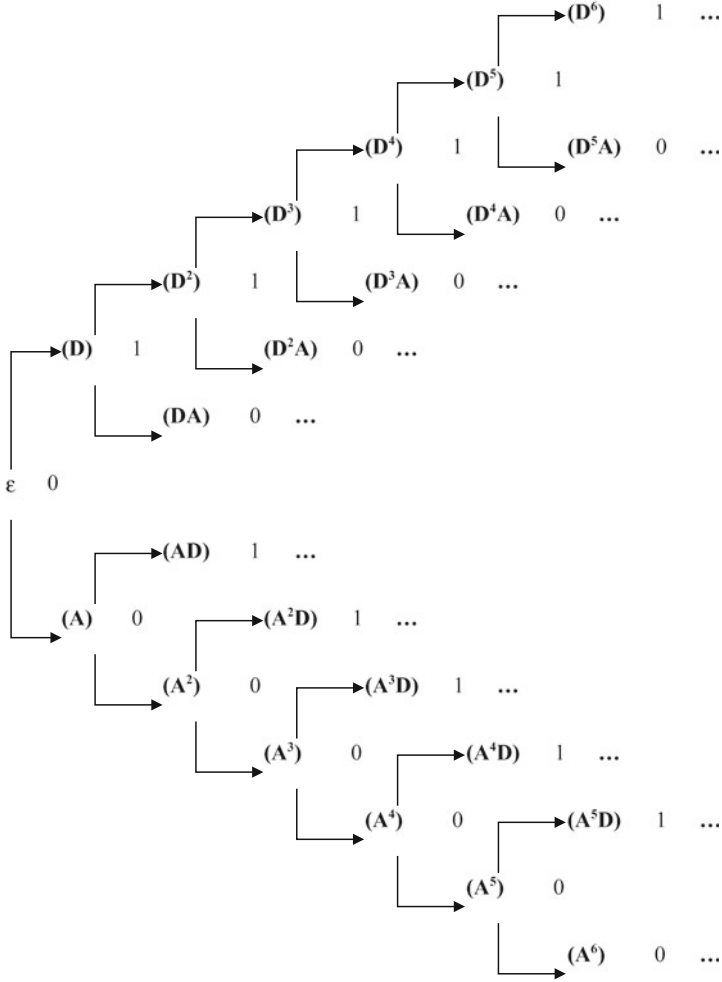 (D⁶) 1 ...
(D⁵) 1
(D⁴) 1 (D⁵A) 0 ...
(D³) 1 (D⁴A) 0 ...
(D²) 1 (D³A) 0 ...
(D) 1 (D²A) 0 ...
(DA) 0 ...
ε 0
(AD) 1 ...
(A) 0 (A²D) 1 ...
(A²) 0 (A³D) 1 ...
(A³) 0 (A⁴D) 1 ...
(A⁴) 0 (A⁵D) 1 ...
(A⁵) 0
(A⁶) 0 ...